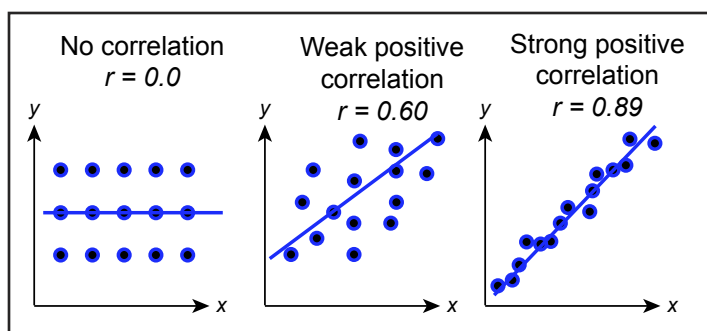 No correlation
r = 0.0
y
x
Weak positive
correlation
r = 0.60
y
x
Strong positive
correlation
r = 0.89
y
x